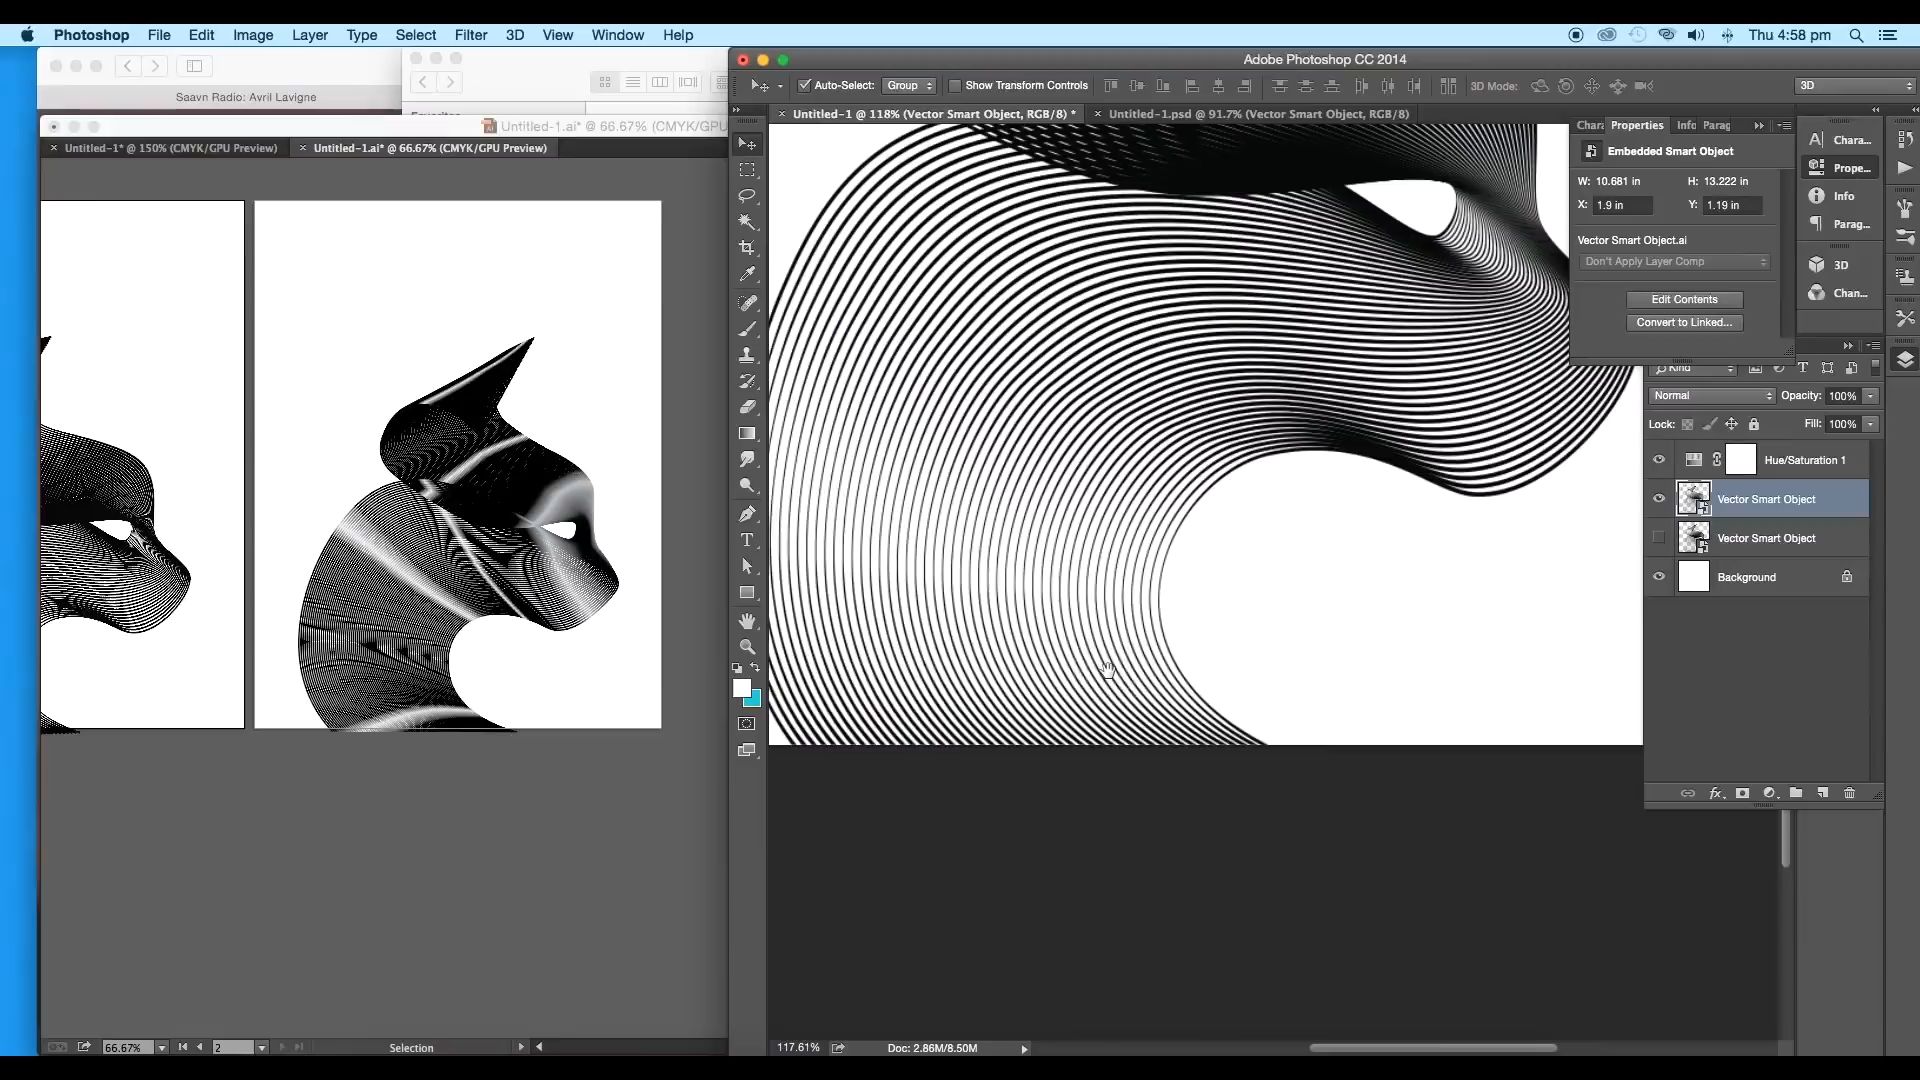 Photoshop File Edit Image Layer Type Select Filter 3D View Window Help Thu 4:58 pm
Adobe Photoshop CC 2014
Auto-Select: Group Show Transform Controls 3D Mode: 3D
Saavn Radio: Avril Lavigne
Untitled-1 @ 118% (Vector Smart Object, RGB/8) * Untitled-1.psd @ 91.7% (Vector Smart Object, RGB/8)
Untitled-1.ai* @ 66.67% (CMYK/GPU
Untitled-1* @ 150% (CMYK/GPU Preview) Untitled-1.ai* @ 66.67% (CMYK/GPU Preview)
Chara Properties Info Parag
Embedded Smart Object
W: 10.681 in H: 13.222 in
X: 1.9 in Y: 1.19 in
Vector Smart Object.ai
Don't Apply Layer Comp
Edit Contents
Convert to Linked...
Chara...
Prope...
Info
Parag...
3D
Chan...
Kind
Normal Opacity: 100%
Lock: Fill: 100%
Hue/Saturation 1
Vector Smart Object
Vector Smart Object
Background
fx
66.67% 2 Selection
117.61% Doc: 2.86M/8.50M